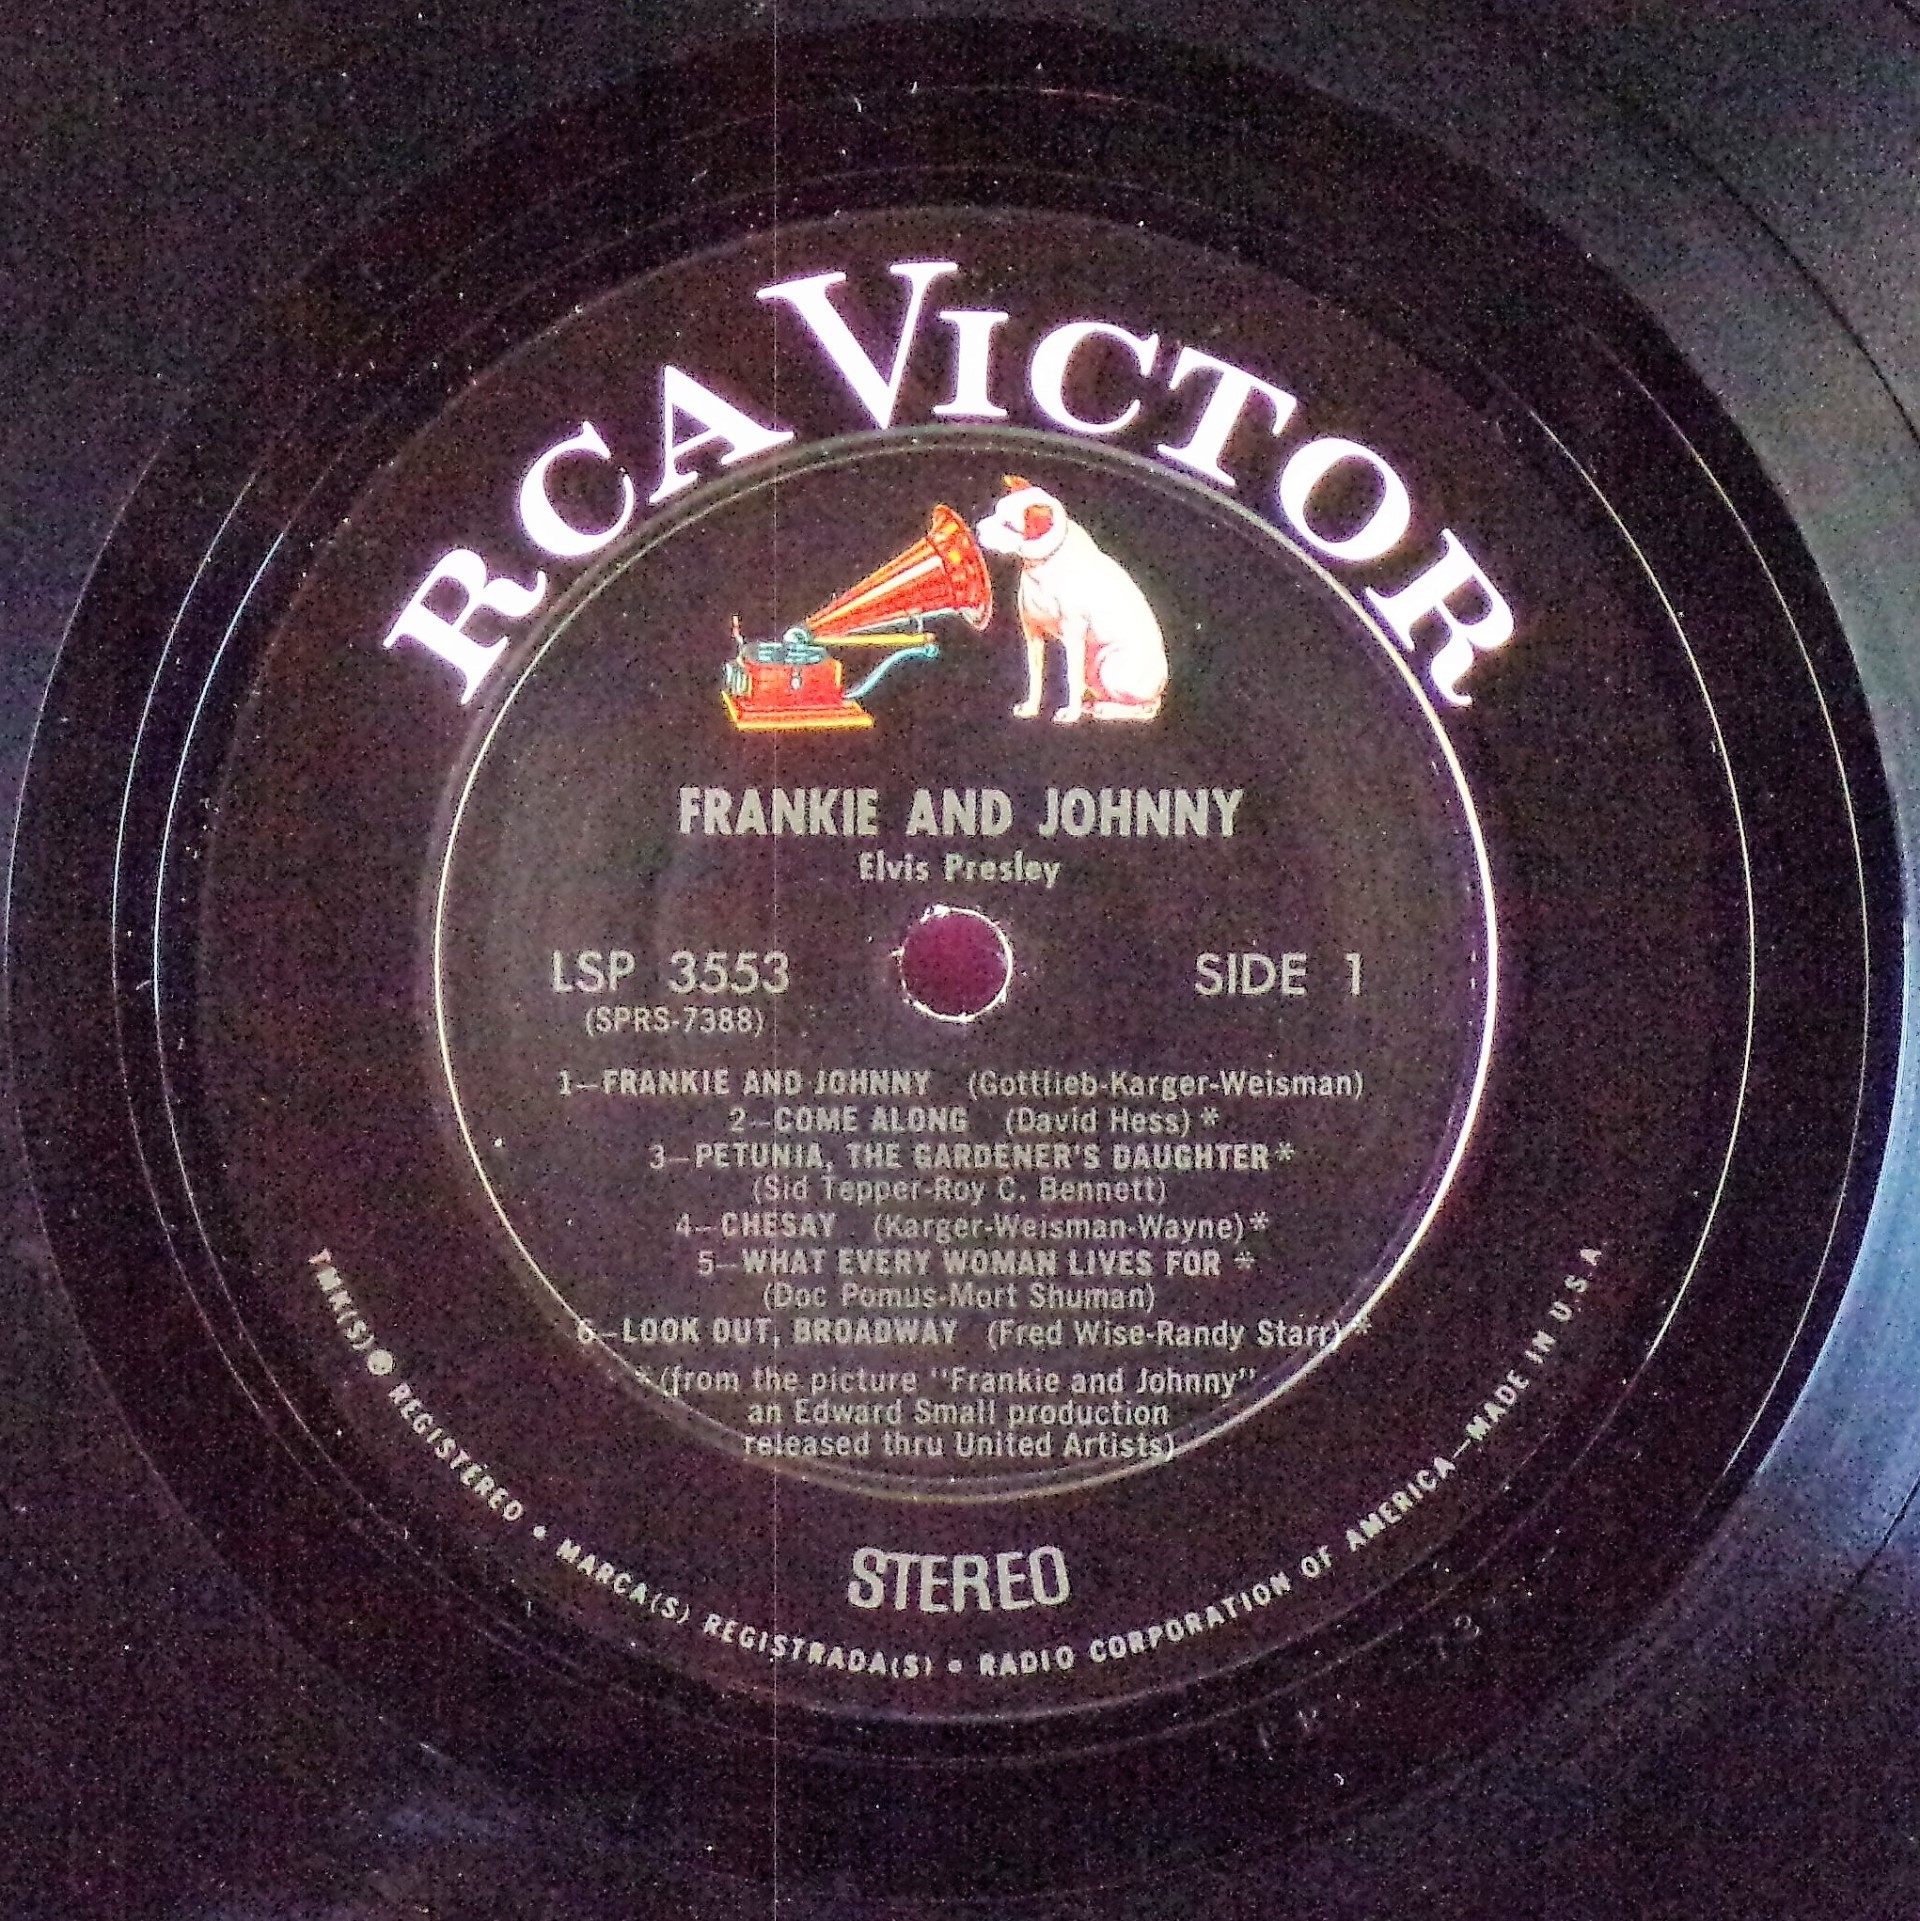 RCA VICTOR
FRANKIE AND JOHNNY
Elvis Presley
LSP 3553 SIDE 1
(SPRS-7388)
1—FRANKIE AND JOHNNY (Gottlieb-Karger-Weisman)
2—COME ALONG (David Hess) *
3—PETUNIA, THE GARDENER'S DAUGHTER *
(Sid Tepper-Roy C. Bennett)
4—CHESAY (Karger-Weisman-Wayne) *
5—WHAT EVERY WOMAN LIVES FOR *
(Doc Pomus-Mort Shuman)
6—LOOK OUT, BROADWAY (Fred Wise-Randy Starr) *
* (from the picture "Frankie and Johnny"
an Edward Small production
released thru United Artists)
STEREO
TMK(S) ® REGISTERED • MARCA(S) REGISTRADA(S) • RADIO CORPORATION OF AMERICA—MADE IN U.S.A